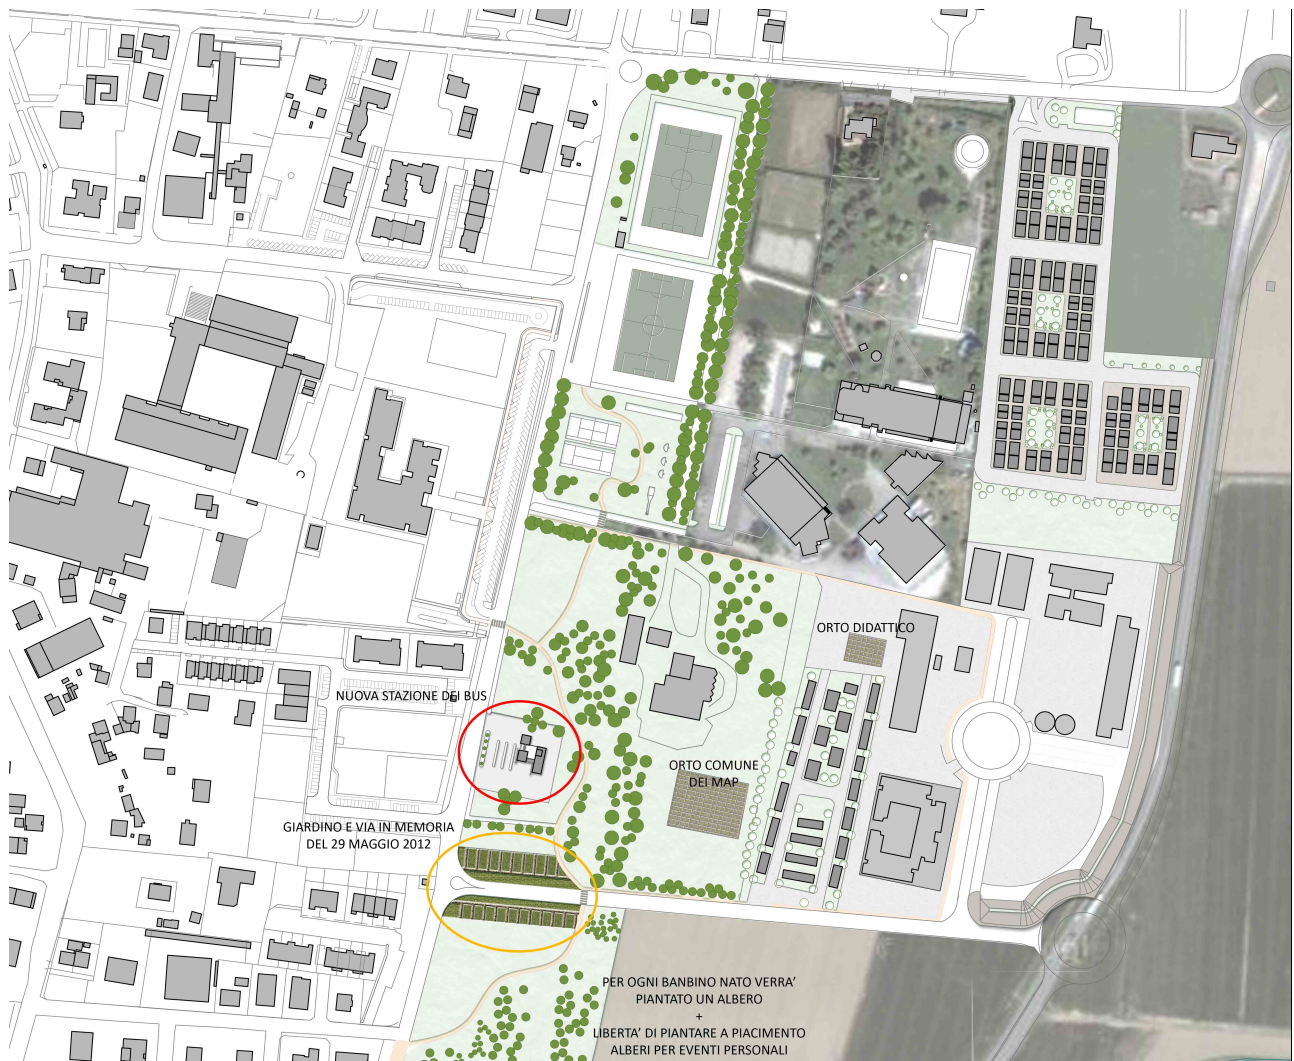 ORTO DIDATTICO
NUOVA STAZIONE DEI BUS
ORTO COMUNE
DEI MAP
GIARDINO E VIA IN MEMORIA
DEL 29 MAGGIO 2012
PER OGNI BANBINO NATO VERRA’
PIANTATO UN ALBERO
+
LIBERTA’ DI PIANTARE A PIACIMENTO
ALBERI PER EVENTI PERSONALI